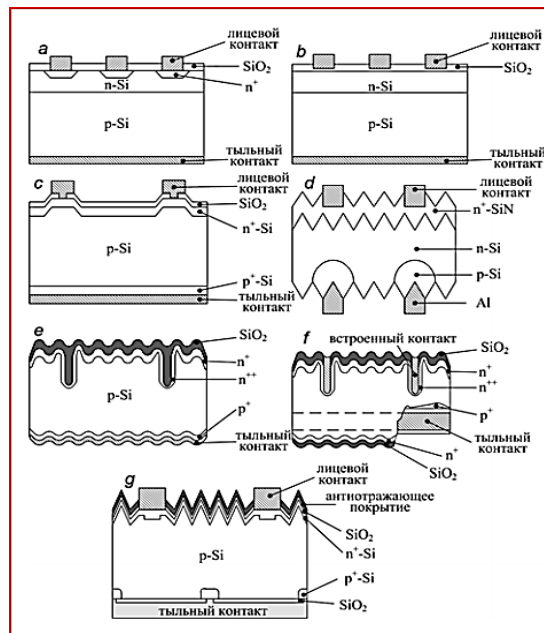 a
лицевой
контакт
SiO₂
n⁺
n-Si
p-Si
тыльный
контакт
b
лицевой
контакт
SiO₂
n-Si
p-Si
тыльный
контакт
c
лицевой
контакт
SiO₂
n⁺-Si
p-Si
p⁺-Si
тыльный
контакт
d
лицевой
контакт
n⁺-SiN
n-Si
p-Si
Al
e
SiO₂
n⁺
n⁺⁺
p-Si
p⁺
тыльный
контакт
f
встроенный контакт
SiO₂
n⁺
n⁺⁺
p⁺
тыльный
контакт
n⁺
SiO₂
g
лицевой
контакт
антиотражающее
покрытие
SiO₂
n⁺-Si
p-Si
p⁺-Si
SiO₂
тыльный контакт